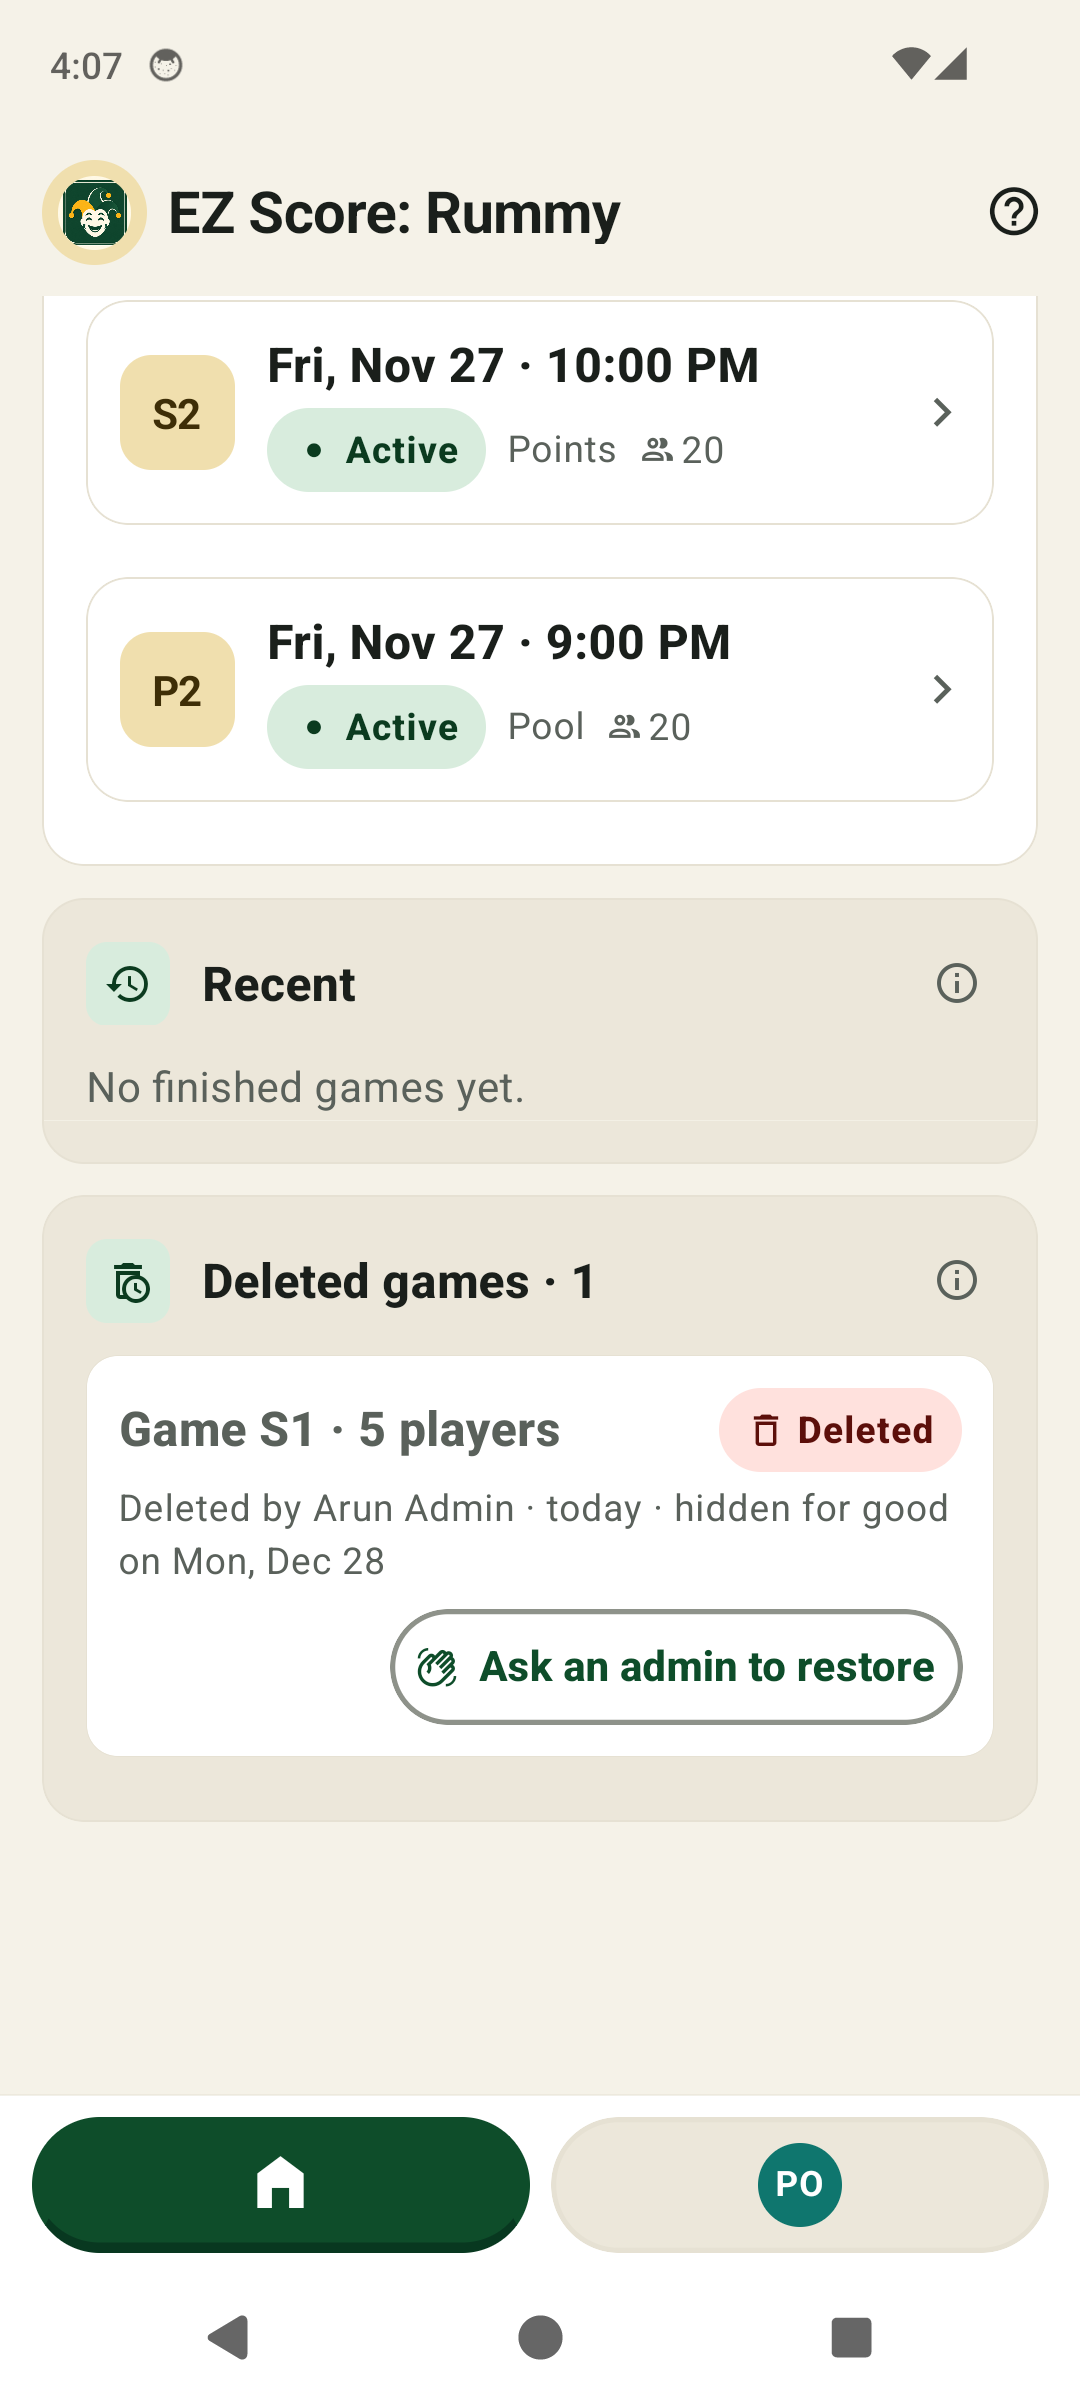 4:07
EZ Score: Rummy
S2
Fri, Nov 27 · 10:00 PM
• Active Points 20
P2
Fri, Nov 27 · 9:00 PM
• Active Pool 20
Recent
No finished games yet.
Deleted games · 1
Game S1 · 5 players
Deleted
Deleted by Arun Admin · today · hidden for good
on Mon, Dec 28
Ask an admin to restore
PO